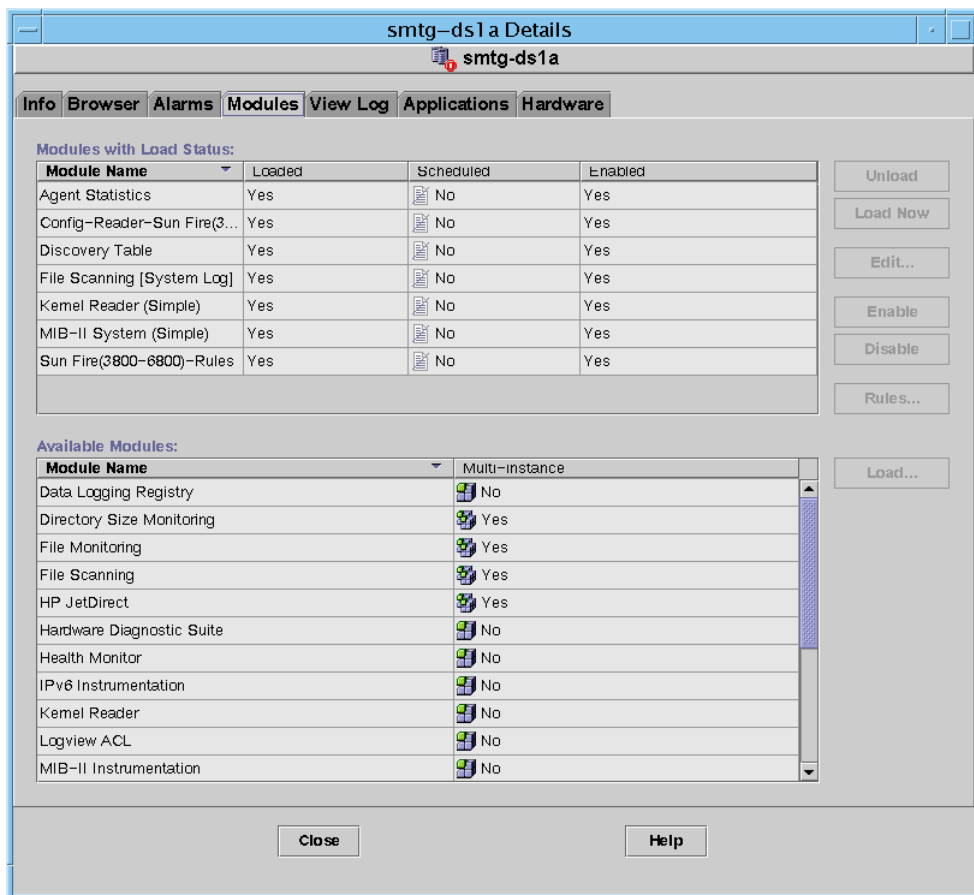 smtg-ds1a Details
smtg-ds1a
Info Browser Alarms Modules View Log Applications Hardware
Modules with Load Status:
Module Name Loaded Scheduled Enabled
Agent Statistics Yes No Yes
Config-Reader-Sun Fire(3... Yes No Yes
Discovery Table Yes No Yes
File Scanning [System Log] Yes No Yes
Kernel Reader (Simple) Yes No Yes
MIB-II System (Simple) Yes No Yes
Sun Fire(3800-6800)-Rules Yes No Yes
Unload
Load Now
Edit...
Enable
Disable
Rules...
Available Modules:
Module Name Multi-instance
Data Logging Registry No
Directory Size Monitoring Yes
File Monitoring Yes
File Scanning Yes
HP JetDirect Yes
Hardware Diagnostic Suite No
Health Monitor No
IPv6 Instrumentation No
Kernel Reader No
Logview ACL No
MIB-II Instrumentation No
Load...
Close Help